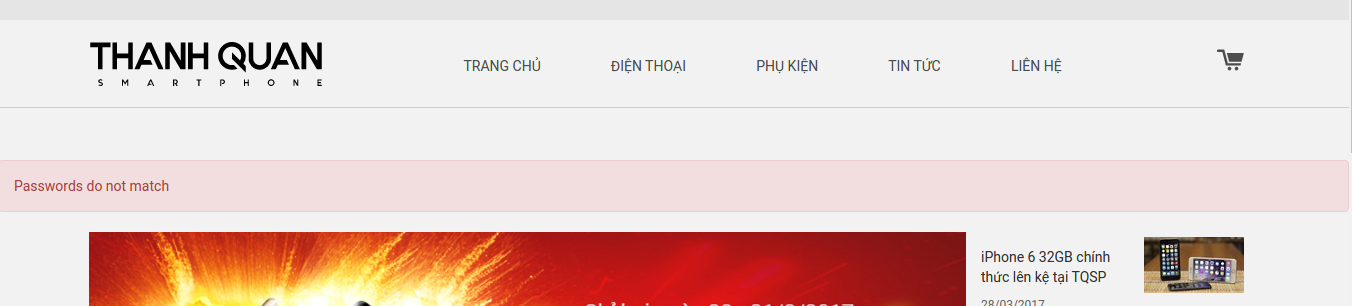 THANH QUAN
SMARTPHONE
TRANG CHỦ
ĐIỆN THOẠI
PHỤ KIỆN
TIN TỨC
LIÊN HỆ
Passwords do not match
iPhone 6 32GB chính
thức lên kệ tại TQSP
28/03/2017